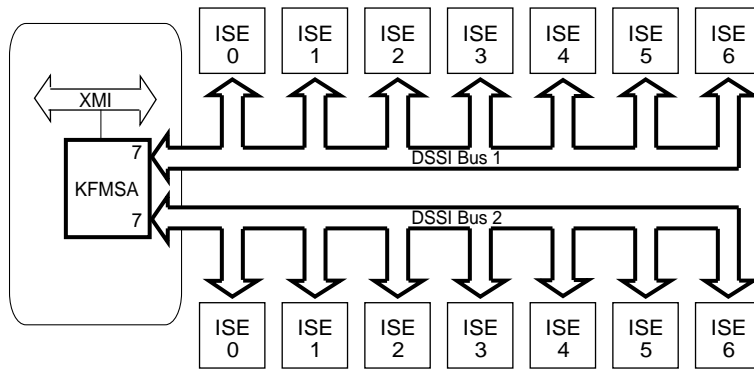 ISE ISE ISE ISE ISE ISE ISE
0 1 2 3 4 5 6
XMI
7
DSSI Bus 1
KFMSA
7
DSSI Bus 2
ISE ISE ISE ISE ISE ISE ISE
0 1 2 3 4 5 6